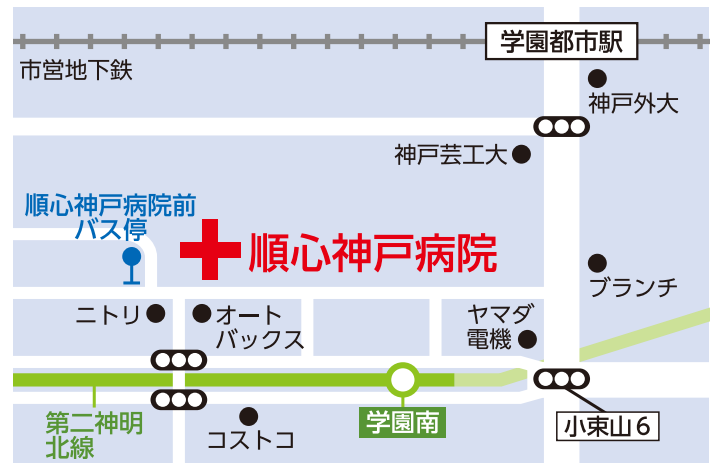 学園都市駅
市営地下鉄
神戸外大
神戸芸工大
順心神戸病院前
バス停
順心神戸病院
ブランチ
ニトリ
オート
バックス
ヤマダ
電機
第二神明
北線
学園南
小束山6
コストコ